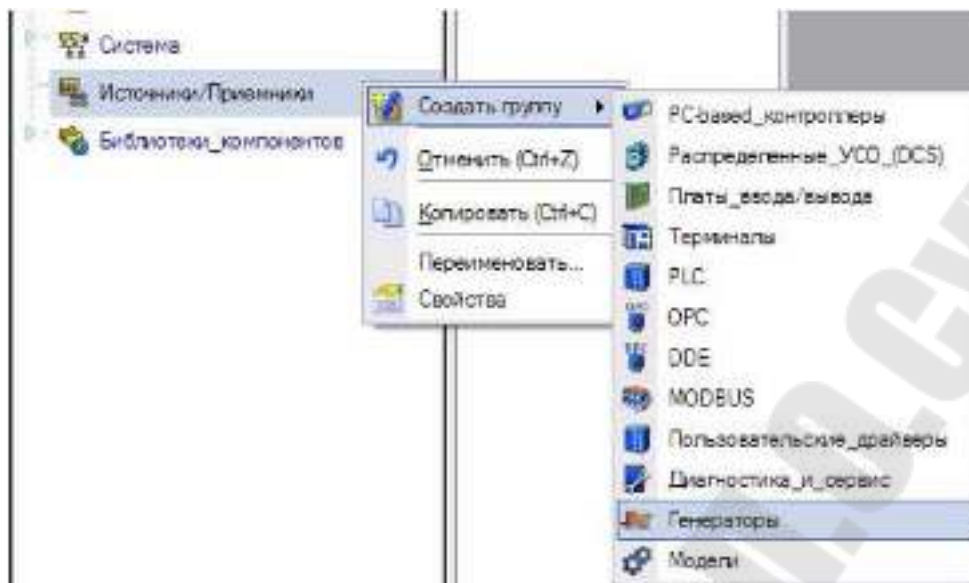 Система
Источники/Приемники
Библиотеки_компонентов
Создать группу
Отменить (Ctrl+Z)
Копировать (Ctrl+C)
Переименовать...
Свойства
PC-based_контроллеры
Распределенные_УСО_(DCS)
Платы_ввода/вывода
Терминалы
PLC
OPC
DDE
MODBUS
Пользовательские_драйверы
Диагностика_и_сервис
Генераторы
Модели